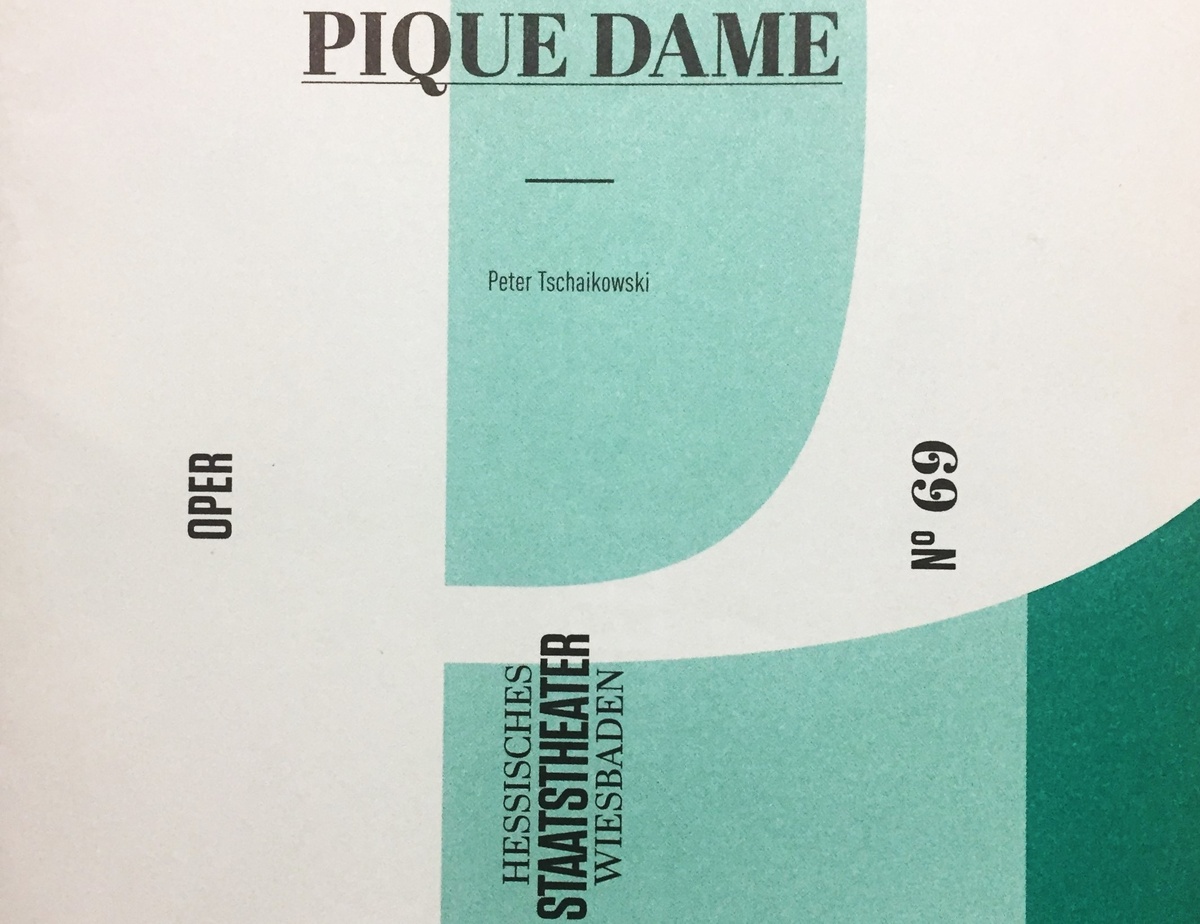 PIQUE DAME
Peter Tschaikowski
OPER
Nº 69
HESSISCHES
STAATSTHEATER
WIESBADEN